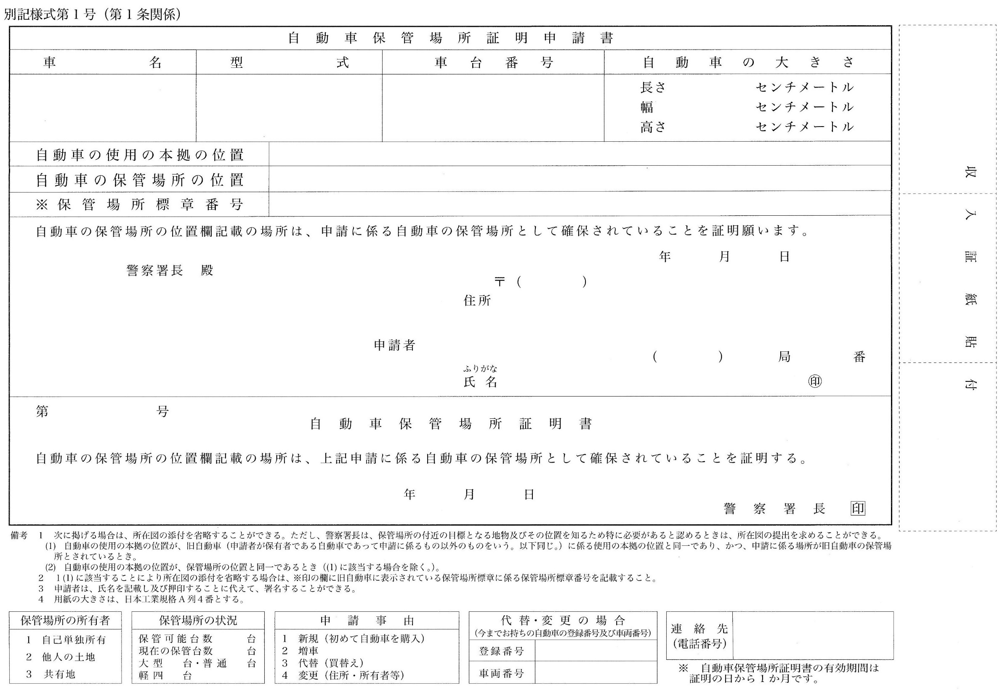 別記様式第１号（第１条関係）
自動車保管場所証明申請書
車名 型式 車台番号 自動車の大きさ
長さ センチメートル
幅 センチメートル
高さ センチメートル
自動車の使用の本拠の位置
自動車の保管場所の位置
※保管場所標章番号
自動車の保管場所の位置欄記載の場所は、申請に係る自動車の保管場所として確保されていることを証明願います。
年 月 日
警察署長 殿
〒（ ）
住所
申請者
（ ） 局 番
ふりがな
氏名 ㊞
第 号
自動車保管場所証明書
自動車の保管場所の位置欄記載の場所は、上記申請に係る自動車の保管場所として確保されていることを証明する。
年 月 日
警察署長 印
収入証紙貼付
備考 １ 次に掲げる場合は、所在図の添付を省略することができる。ただし、警察署長は、保管場所の付近の目標となる地物及びその位置を知るため特に必要があると認めるときは、所在図の提出を求めることができる。
(1) 自動車の使用の本拠の位置が、旧自動車（申請者が保有者である自動車であって申請に係るもの以外のものをいう。以下同じ。）に係る使用の本拠の位置と同一であり、かつ、申請に係る場所が旧自動車の保管場
所とされているとき。
(2) 自動車の使用の本拠の位置が、保管場所の位置と同一であるとき（(1)に該当する場合を除く。）。
２ １(1)に該当することにより所在図の添付を省略する場合は、※印の欄に旧自動車に表示されている保管場所標章に係る保管場所標章番号を記載すること。
３ 申請者は、氏名を記載し及び押印することに代えて、署名することができる。
４ 用紙の大きさは、日本工業規格Ａ列４番とする。
保管場所の所有者
１ 自己単独所有
２ 他人の土地
３ 共有地
保管場所の状況
保管可能台数 台
現在の保管台数 台
大型 台・普通 台
軽四 台
申請事由
１ 新規（初めて自動車を購入）
２ 増車
３ 代替（買替え）
４ 変更（住所・所有者等）
代替・変更の場合
（今までお持ちの自動車の登録番号及び車両番号）
登録番号
車両番号
連絡先
（電話番号）
※ 自動車保管場所証明書の有効期間は
証明の日から１か月です。